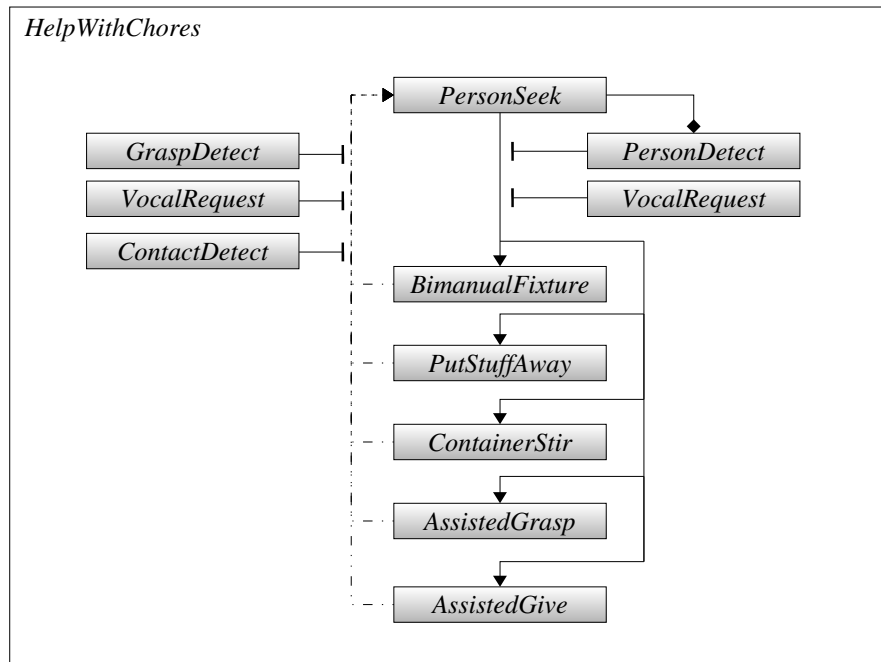 HelpWithChores
PersonSeek
GraspDetect
PersonDetect
VocalRequest
VocalRequest
ContactDetect
BimanualFixture
PutStuffAway
ContainerStir
AssistedGrasp
AssistedGive